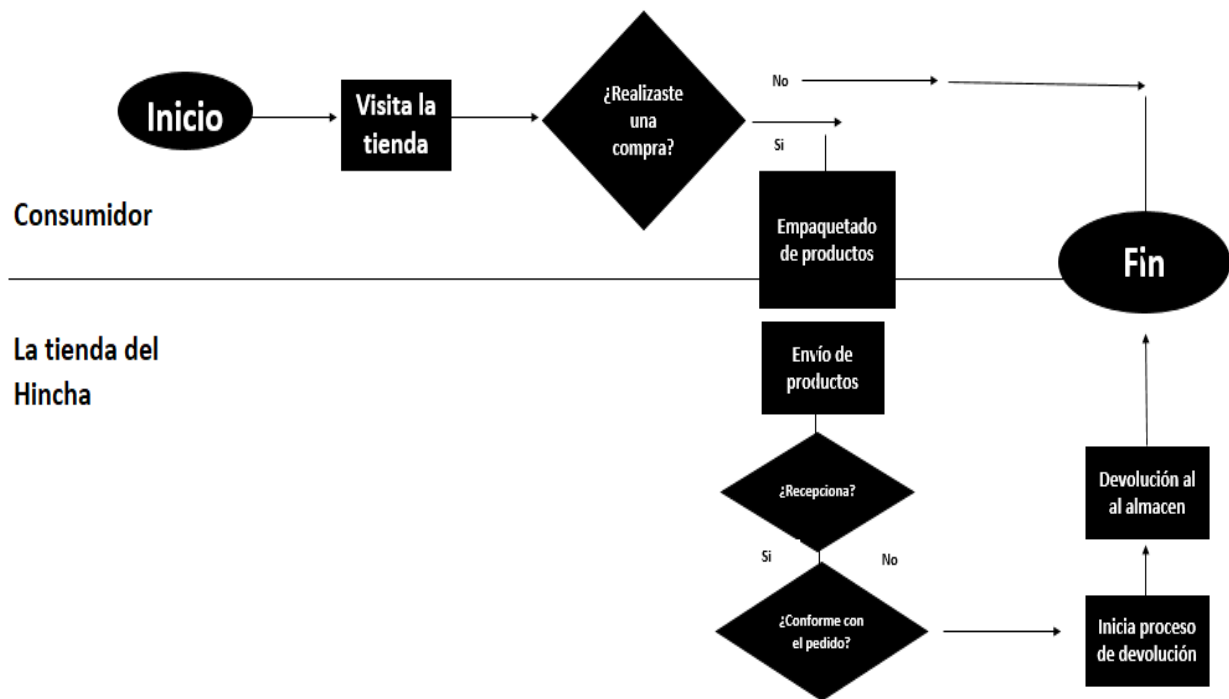 Inicio
Visita la
tienda
¿Realizaste
una
compra?
No
Si
Consumidor
Empaquetado
de productos
Fin
La tienda del
Hincha
Envío de
productos
¿Recepciona?
Si
No
¿Conforme con
el pedido?
Devolución al
al almacen
Inicia proceso
de devolución